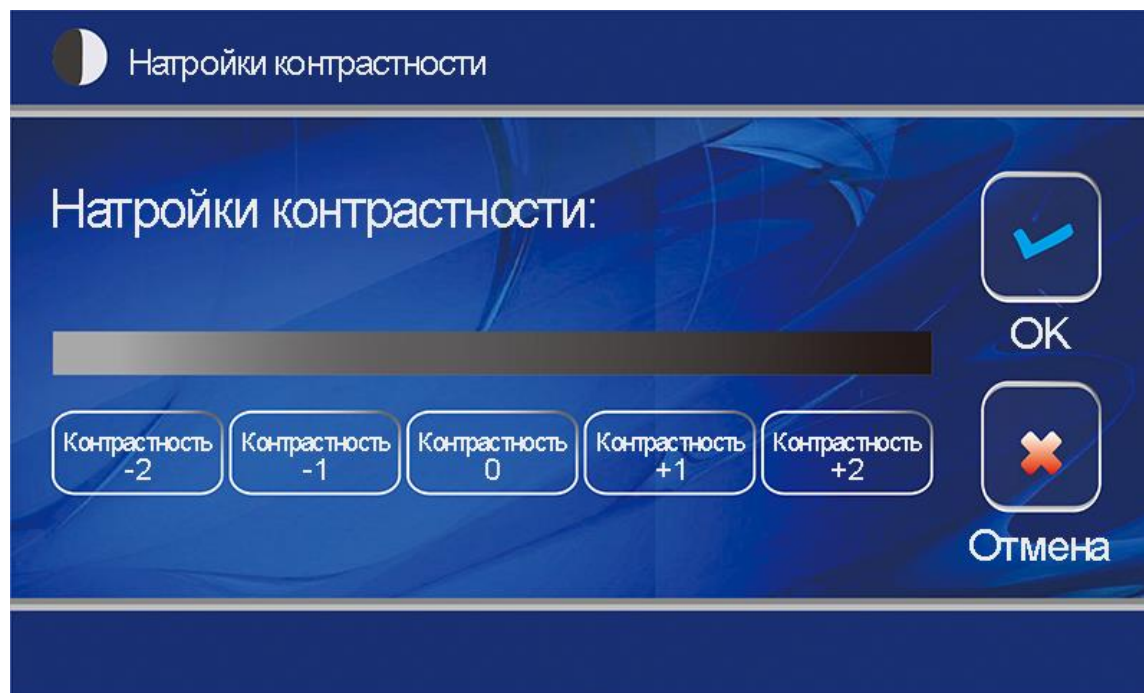 Натройки контрастности
Натройки контрастности:
OK
Контрастность
-2
Контрастность
-1
Контрастность
0
Контрастность
+1
Контрастность
+2
Отмена